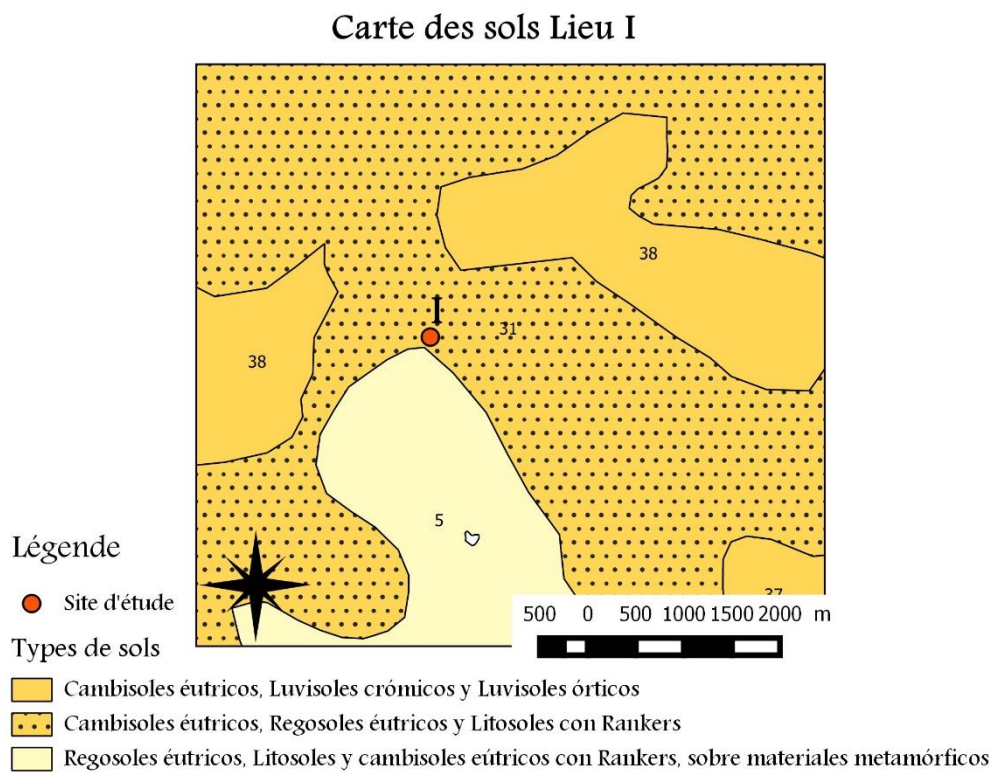 Carte des sols Lieu I
38
I
31
38
5
37
500 0 500 1000 1500 2000 m
Légende
Site d'étude
Types de sols
Cambisoles éutricos, Luvisoles crómicos y Luvisoles órticos
Cambisoles éutricos, Regosoles éutricos y Litosoles con Rankers
Regosoles éutricos, Litosoles y cambisoles eútricos con Rankers, sobre materiales metamórficos